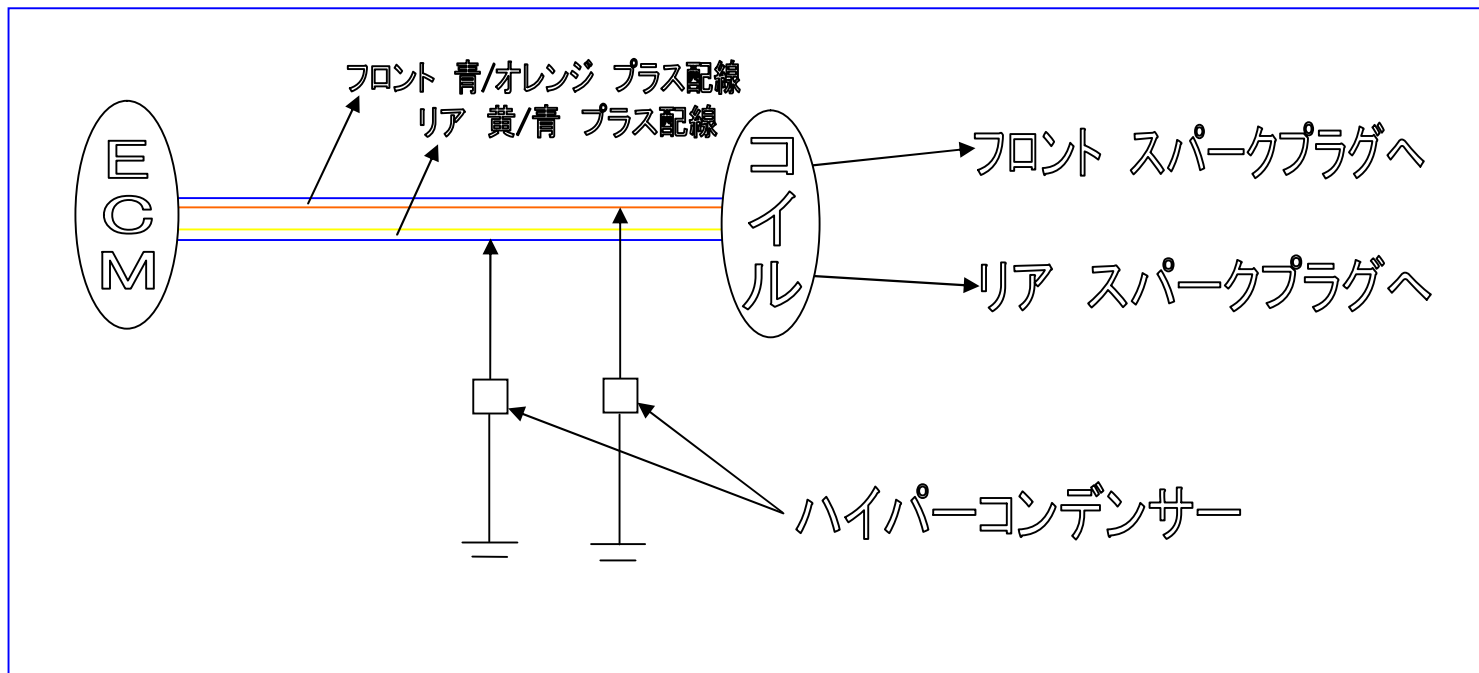 フロント 青/オレンジ プラス配線
リア 黄/青 プラス配線
ECM
コイル
フロント スパークプラグへ
リア スパークプラグへ
ハイパーコンデンサー